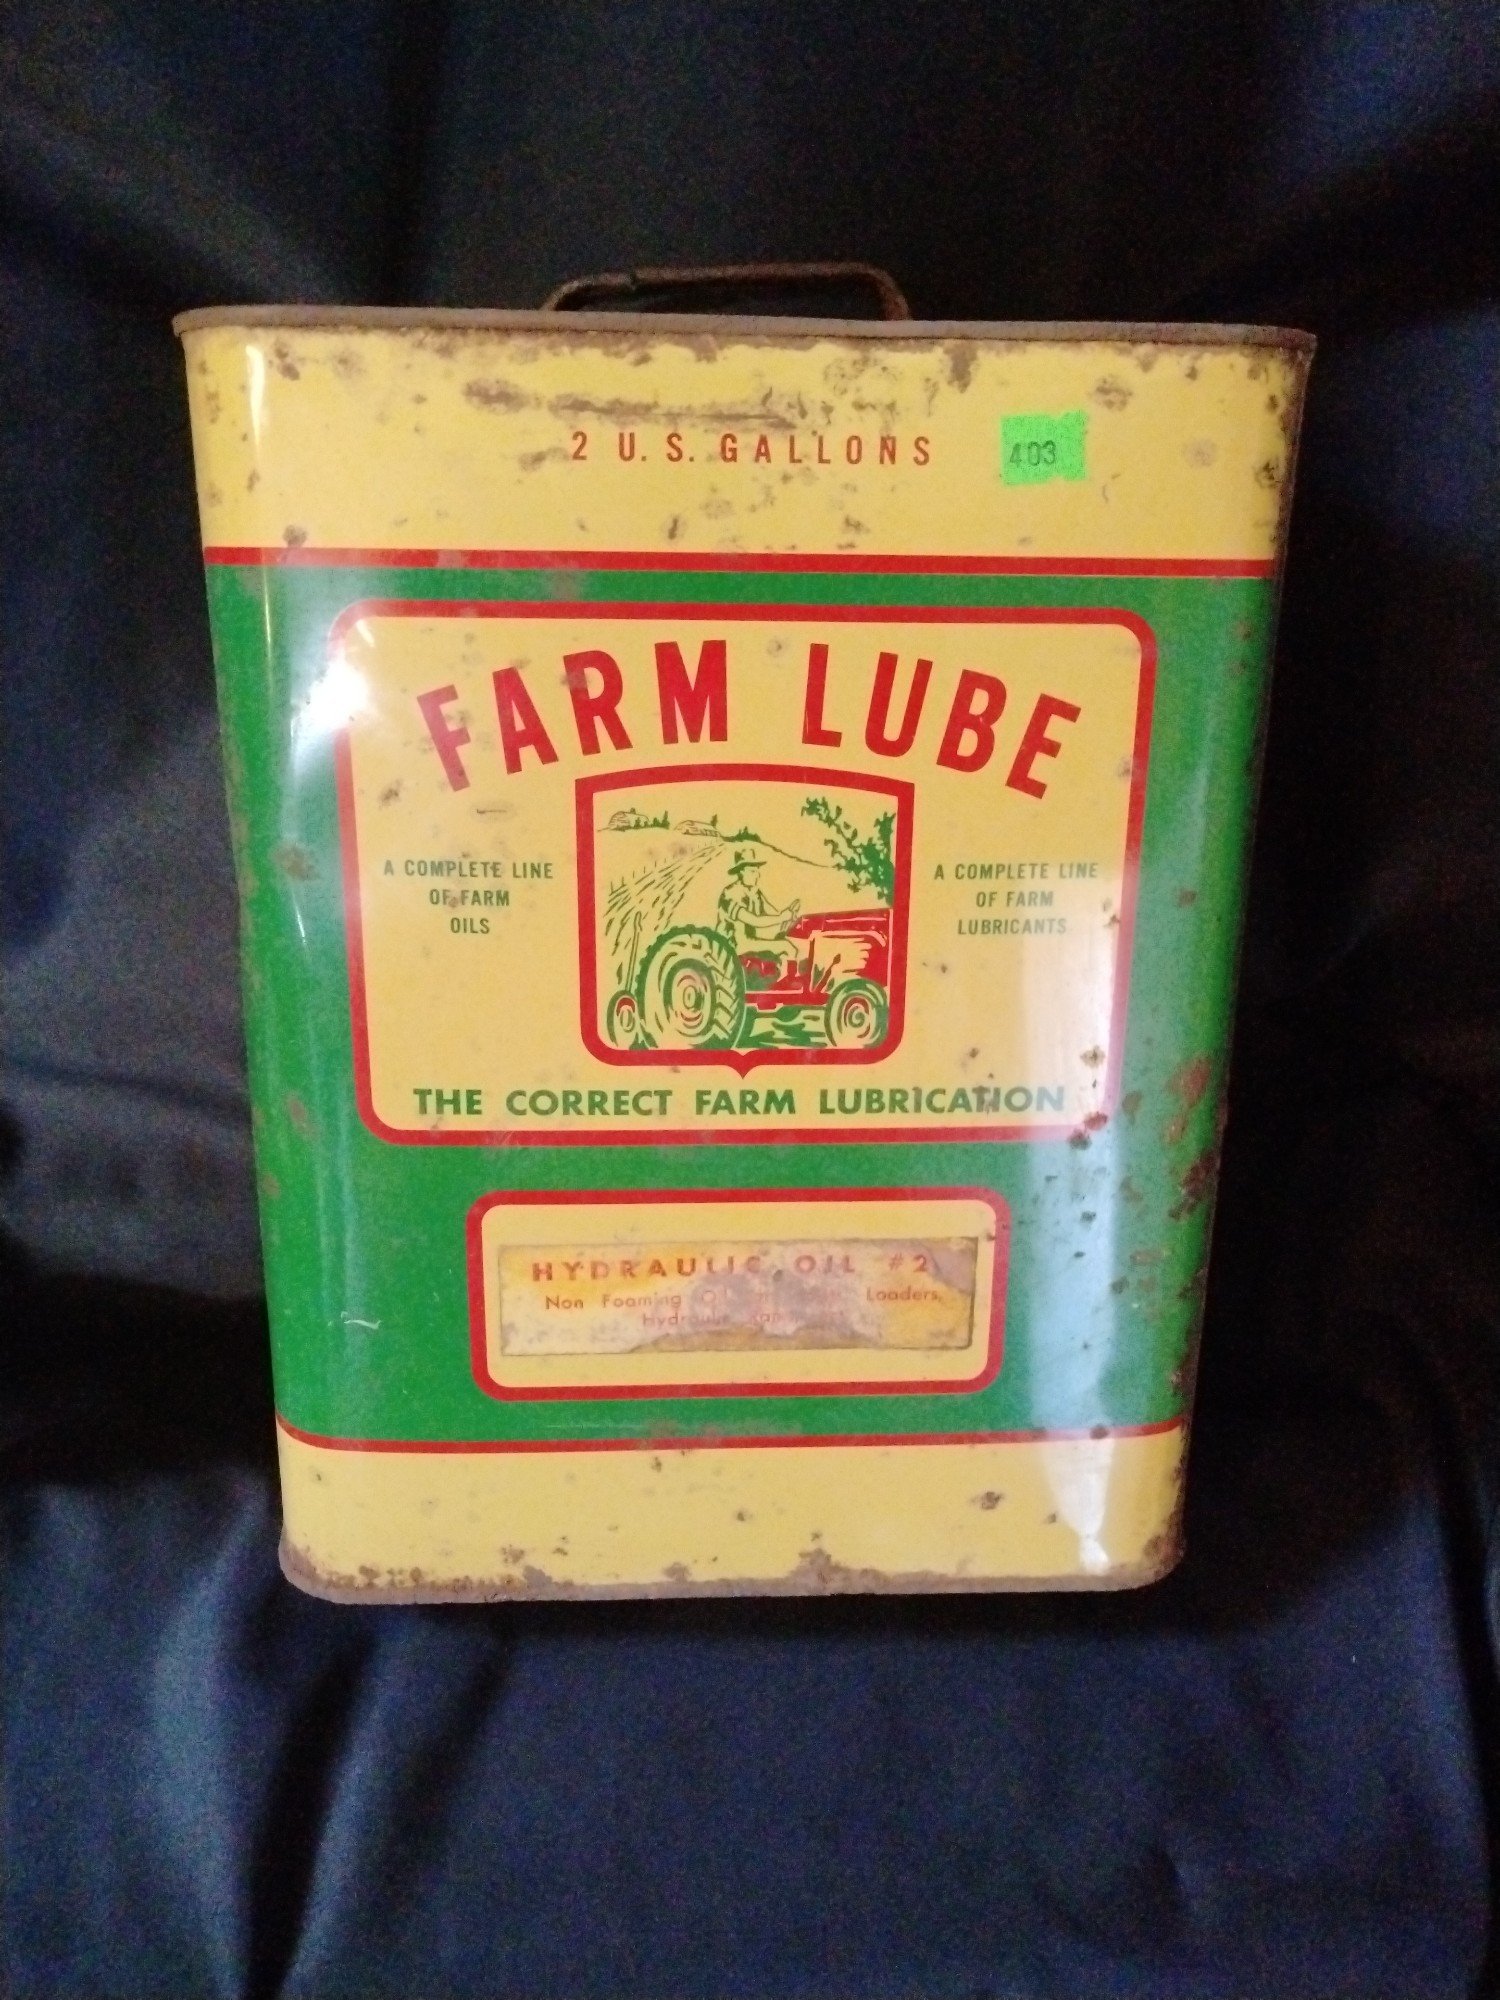 2 U.S. GALLONS
403
FARM LUBE
A COMPLETE LINE
OF FARM
OILS
A COMPLETE LINE
OF FARM
LUBRICANTS
THE CORRECT FARM LUBRICATION
HYDRAULIC OIL #2
Non Foaming Loaders,